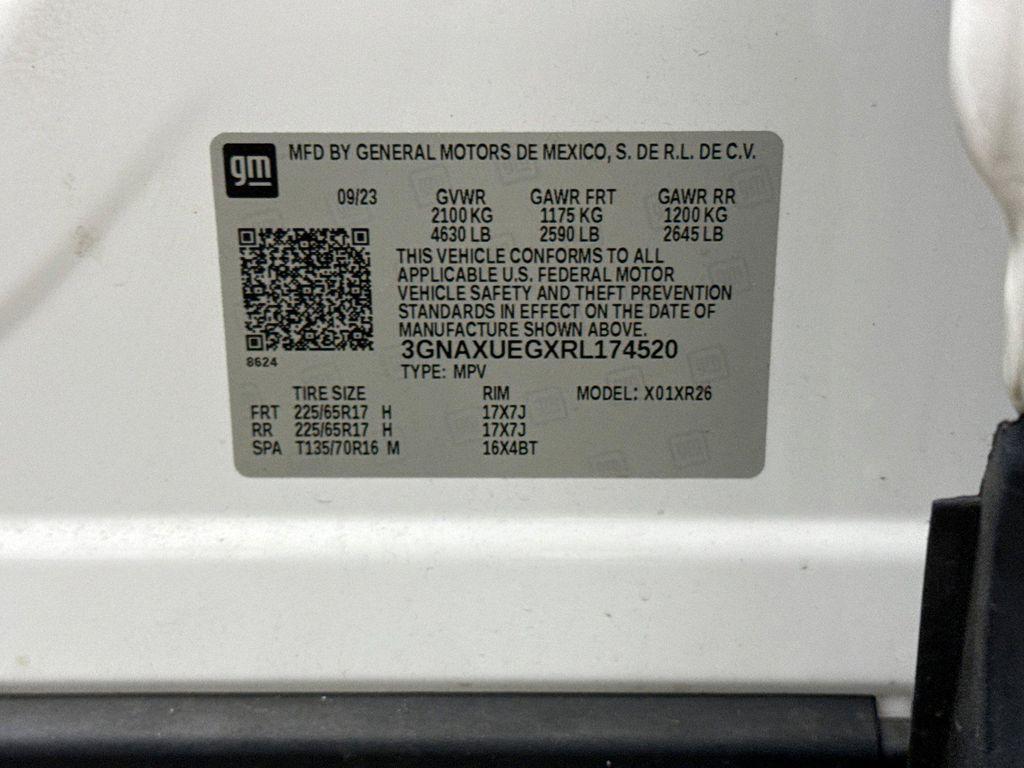 gm MFD BY GENERAL MOTORS DE MEXICO, S. DE R.L. DE C.V.
09/23 GVWR GAWR FRT GAWR RR
2100 KG 1175 KG 1200 KG
4630 LB 2590 LB 2645 LB
THIS VEHICLE CONFORMS TO ALL
APPLICABLE U.S. FEDERAL MOTOR
VEHICLE SAFETY AND THEFT PREVENTION
STANDARDS IN EFFECT ON THE DATE OF
MANUFACTURE SHOWN ABOVE.
8624 3GNAXUEGXRL174520
TYPE: MPV
TIRE SIZE RIM MODEL: X01XR26
FRT 225/65R17 H 17X7J
RR 225/65R17 H 17X7J
SPA T135/70R16 M 16X4BT